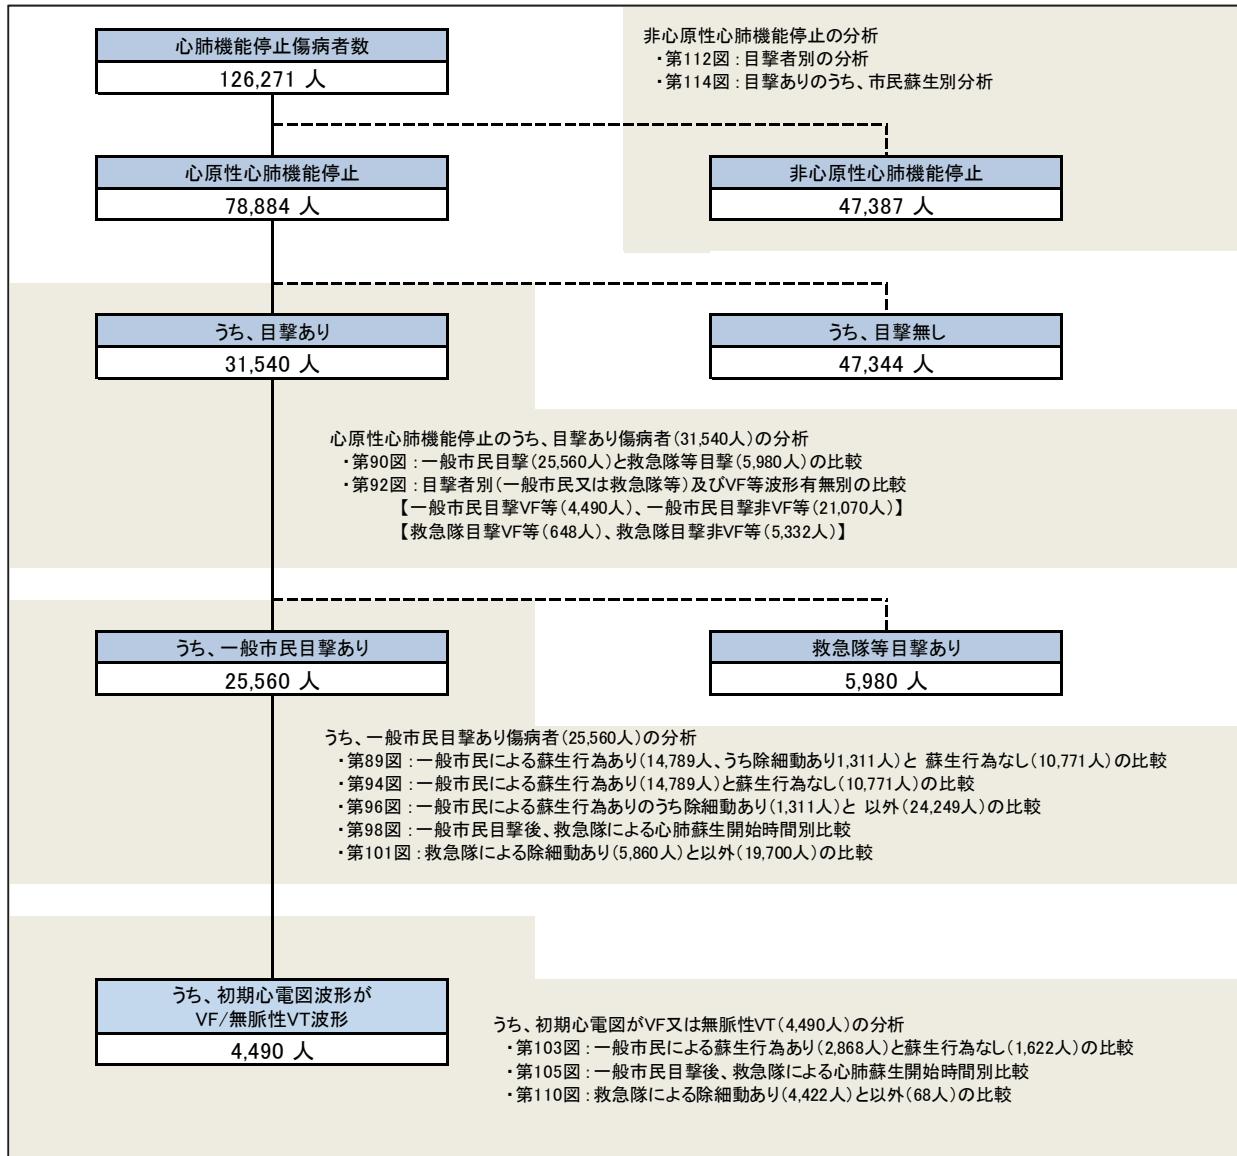 心肺機能停止傷病者数
126,271 人
非心原性心肺機能停止の分析
・第112図：目撃者別の分析
・第114図：目撃ありのうち、市民蘇生別分析
心原性心肺機能停止
78,884 人
非心原性心肺機能停止
47,387 人
うち、目撃あり
31,540 人
うち、目撃無し
47,344 人
心原性心肺機能停止のうち、目撃あり傷病者（31,540人）の分析
・第90図：一般市民目撃（25,560人）と救急隊等目撃（5,980人）の比較
・第92図：目撃者別（一般市民又は救急隊等）及びVF等波形有無別の比較
【一般市民目撃VF等（4,490人）、一般市民目撃非VF等（21,070人）】
【救急隊目撃VF等（648人）、救急隊目撃非VF等（5,332人）】
うち、一般市民目撃あり
25,560 人
救急隊等目撃あり
5,980 人
うち、一般市民目撃あり傷病者（25,560人）の分析
・第89図：一般市民による蘇生行為あり（14,789人、うち除細動あり1,311人）と 蘇生行為なし（10,771人）の比較
・第94図：一般市民による蘇生行為あり（14,789人）と蘇生行為なし（10,771人）の比較
・第96図：一般市民による蘇生行為ありのうち除細動あり（1,311人）と 以外（24,249人）の比較
・第98図：一般市民目撃後、救急隊による心肺蘇生開始時間別比較
・第101図：救急隊による除細動あり（5,860人）と以外（19,700人）の比較
うち、初期心電図波形が
VF/無脈性VT波形
4,490 人
うち、初期心電図がVF又は無脈性VT（4,490人）の分析
・第103図：一般市民による蘇生行為あり（2,868人）と蘇生行為なし（1,622人）の比較
・第105図：一般市民目撃後、救急隊による心肺蘇生開始時間別比較
・第110図：救急隊による除細動あり（4,422人）と以外（68人）の比較